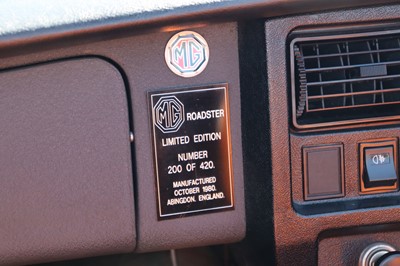 MG
MG ROADSTER
LIMITED EDITION
NUMBER
200 OF 420.
MANUFACTURED
OCTOBER 1980.
ABINGDON. ENGLAND.